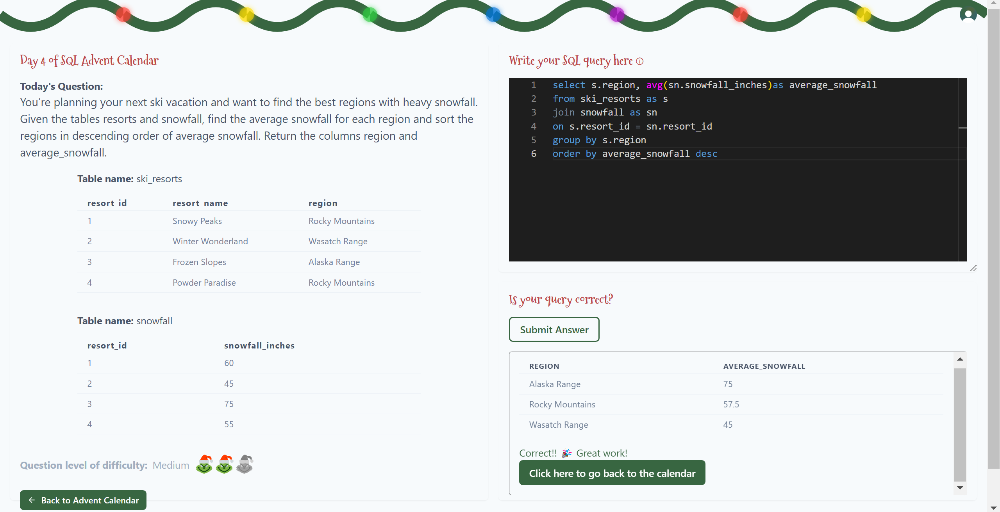 Day 4 of SQL Advent Calendar
Today's Question:
You’re planning your next ski vacation and want to find the best regions with heavy snowfall.
Given the tables resorts and snowfall, find the average snowfall for each region and sort the
regions in descending order of average snowfall. Return the columns region and
average_snowfall.
Table name: ski_resorts
resort_id resort_name region
1 Snowy Peaks Rocky Mountains
2 Winter Wonderland Wasatch Range
3 Frozen Slopes Alaska Range
4 Powder Paradise Rocky Mountains
Table name: snowfall
resort_id snowfall_inches
1 60
2 45
3 75
4 55
Question level of difficulty: Medium
← Back to Advent Calendar
Write your SQL query here ⓘ
1 select s.region, avg(sn.snowfall_inches)as average_snowfall
2 from ski_resorts as s
3 join snowfall as sn
4 on s.resort_id = sn.resort_id
5 group by s.region
6 order by average_snowfall desc
Is your query correct?
Submit Answer
REGION AVERAGE_SNOWFALL
Alaska Range 75
Rocky Mountains 57.5
Wasatch Range 45
Correct!! 🎉 Great work!
Click here to go back to the calendar